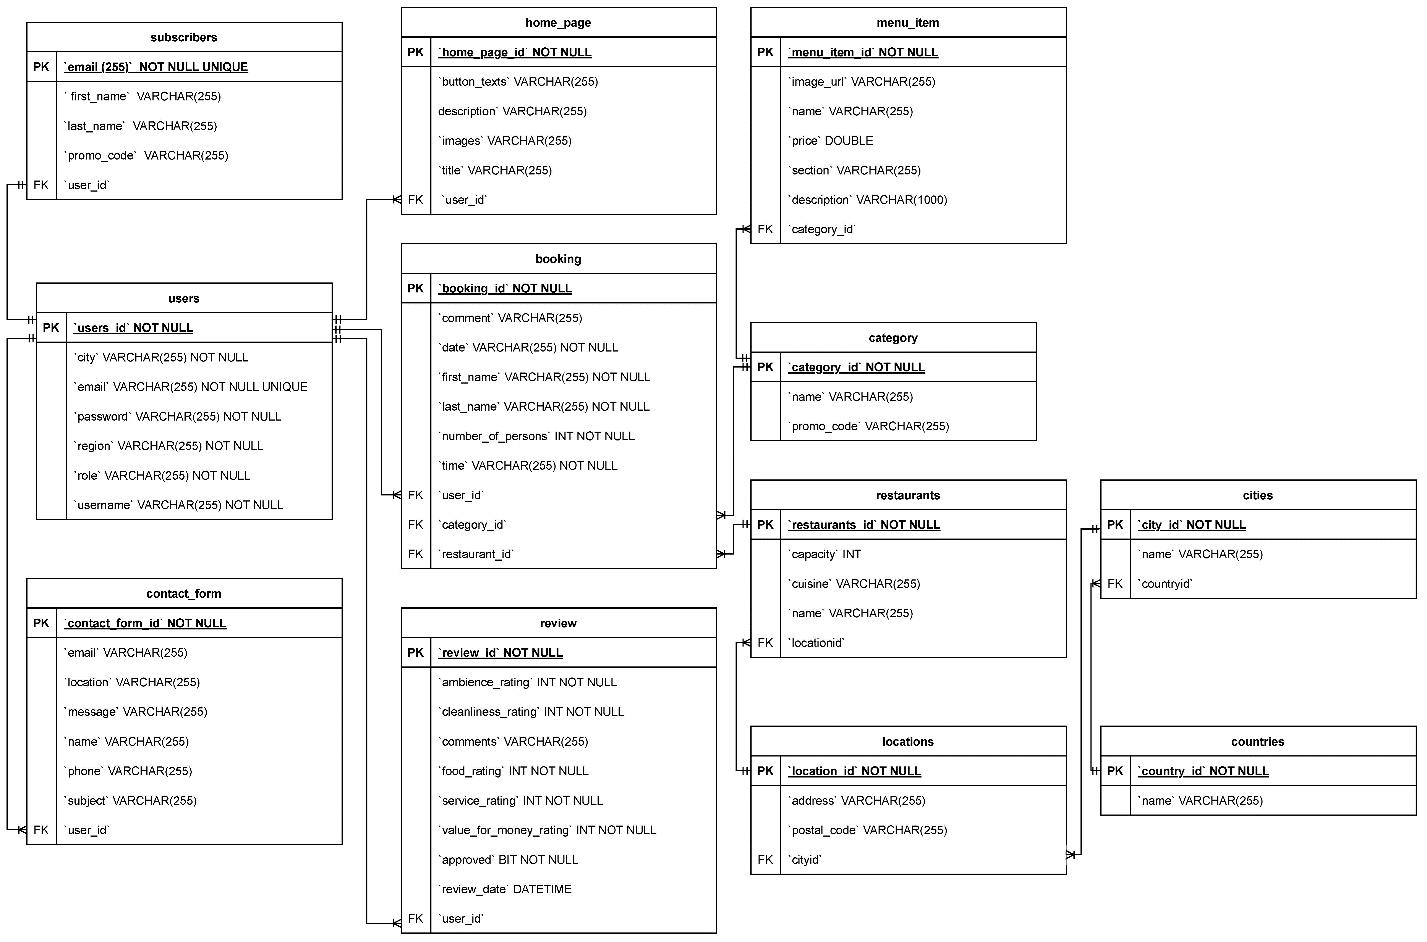 subscribers
PK `email (255)` NOT NULL UNIQUE
` first_name` VARCHAR(255)
`last_name` VARCHAR(255)
`promo_code` VARCHAR(255)
FK `user_id`
home_page
PK `home_page_id` NOT NULL
`button_texts` VARCHAR(255)
description` VARCHAR(255)
`images` VARCHAR(255)
`title` VARCHAR(255)
FK `user_id`
menu_item
PK `menu_item_id` NOT NULL
`image_url` VARCHAR(255)
`name` VARCHAR(255)
`price` DOUBLE
`section` VARCHAR(255)
`description` VARCHAR(1000)
FK `category_id`
users
PK `users_id` NOT NULL
`city` VARCHAR(255) NOT NULL
`email` VARCHAR(255) NOT NULL UNIQUE
`password` VARCHAR(255) NOT NULL
`region` VARCHAR(255) NOT NULL
`role` VARCHAR(255) NOT NULL
`username` VARCHAR(255) NOT NULL
booking
PK `booking_id` NOT NULL
`comment` VARCHAR(255)
`date` VARCHAR(255) NOT NULL
`first_name` VARCHAR(255) NOT NULL
`last_name` VARCHAR(255) NOT NULL
`number_of_persons` INT NOT NULL
`time` VARCHAR(255) NOT NULL
FK `user_id`
FK `category_id`
FK `restaurant_id`
category
PK `category_id` NOT NULL
`name` VARCHAR(255)
`promo_code` VARCHAR(255)
restaurants
PK `restaurants_id` NOT NULL
`capacity` INT
`cuisine` VARCHAR(255)
`name` VARCHAR(255)
FK `locationid`
cities
PK `city_id` NOT NULL
`name` VARCHAR(255)
FK `countryid`
contact_form
PK `contact_form_id` NOT NULL
`email` VARCHAR(255)
`location` VARCHAR(255)
`message` VARCHAR(255)
`name` VARCHAR(255)
`phone` VARCHAR(255)
`subject` VARCHAR(255)
FK `user_id`
review
PK `review_id` NOT NULL
`ambience_rating` INT NOT NULL
`cleanliness_rating` INT NOT NULL
`comments` VARCHAR(255)
`food_rating` INT NOT NULL
`service_rating` INT NOT NULL
`value_for_money_rating` INT NOT NULL
`approved` BIT NOT NULL
`review_date` DATETIME
FK `user_id`
locations
PK `location_id` NOT NULL
`address` VARCHAR(255)
`postal_code` VARCHAR(255)
FK `cityid`
countries
PK `country_id` NOT NULL
`name` VARCHAR(255)